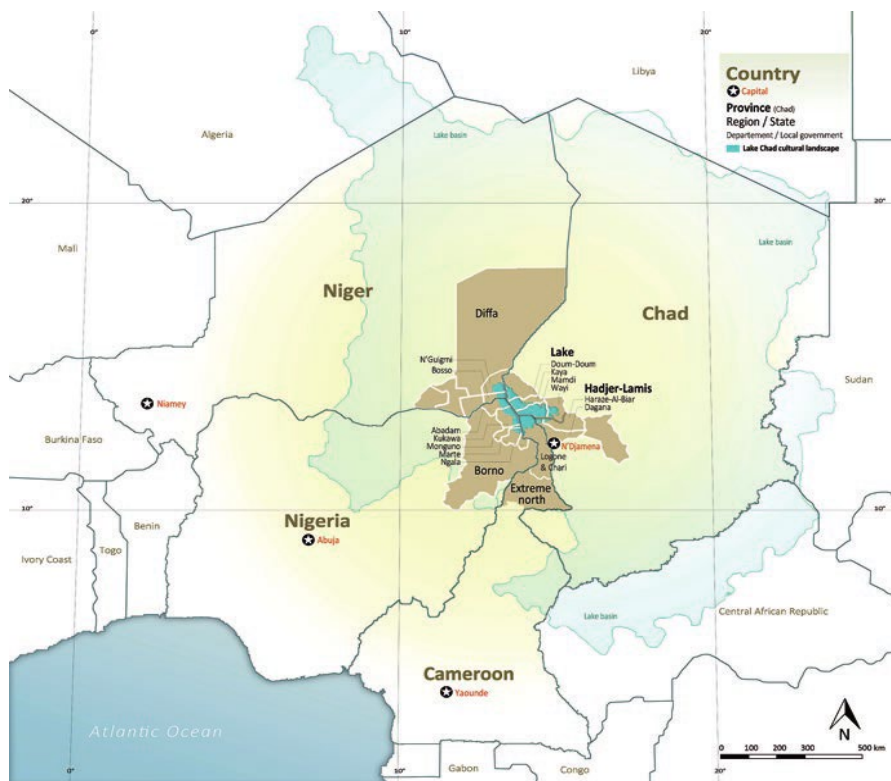 0°
10°
20°
Libya
Algeria
Lake basin
Country
Capital
Province (Chad)
Region / State
Departement / Local government
Lake Chad cultural landscape
20°
20°
Mali
Lake basin
Niger
Chad
Diffa
N'Guigmi
Bosso
Lake
Doum-Doum
Kaya
Mamdi
Wayi
Hadjer-Lamis
Haraze-Al-Biar
Dagana
Sudan
Niamey
Burkina Faso
Abadam
Kukawa
Monguno
Marte
Ngala
N'Djamena
Logone
& Chari
Borno
Extreme
north
10°
10°
Nigeria
Abuja
Benin
Togo
Ivory Coast
Lake basin
Central African Republic
Cameroon
Yaounde
Atlantic Ocean
N
0 100 200 300 400 500 km
Gabon
Congo
0°
10°
20°